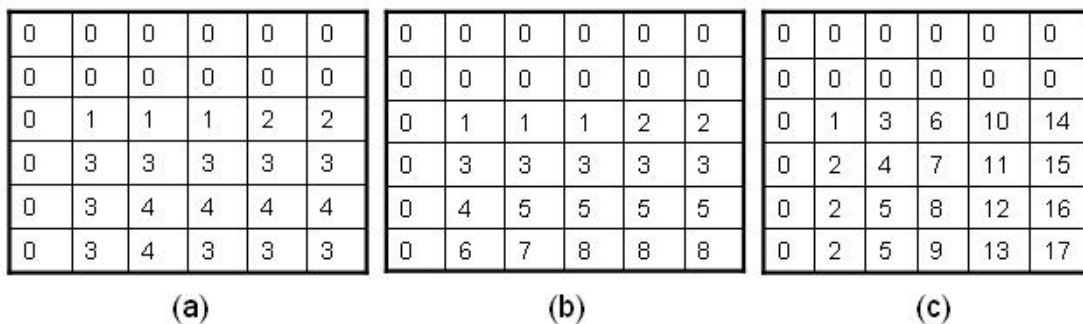 0 0 0 0 0 0
0 0 0 0 0 0
0 1 1 1 2 2
0 3 3 3 3 3
0 3 4 4 4 4
0 3 4 3 3 3
(a)
0 0 0 0 0 0
0 0 0 0 0 0
0 1 1 1 2 2
0 3 3 3 3 3
0 4 5 5 5 5
0 6 7 8 8 8
(b)
0 0 0 0 0 0
0 0 0 0 0 0
0 1 3 6 10 14
0 2 4 7 11 15
0 2 5 8 12 16
0 2 5 9 13 17
(c)